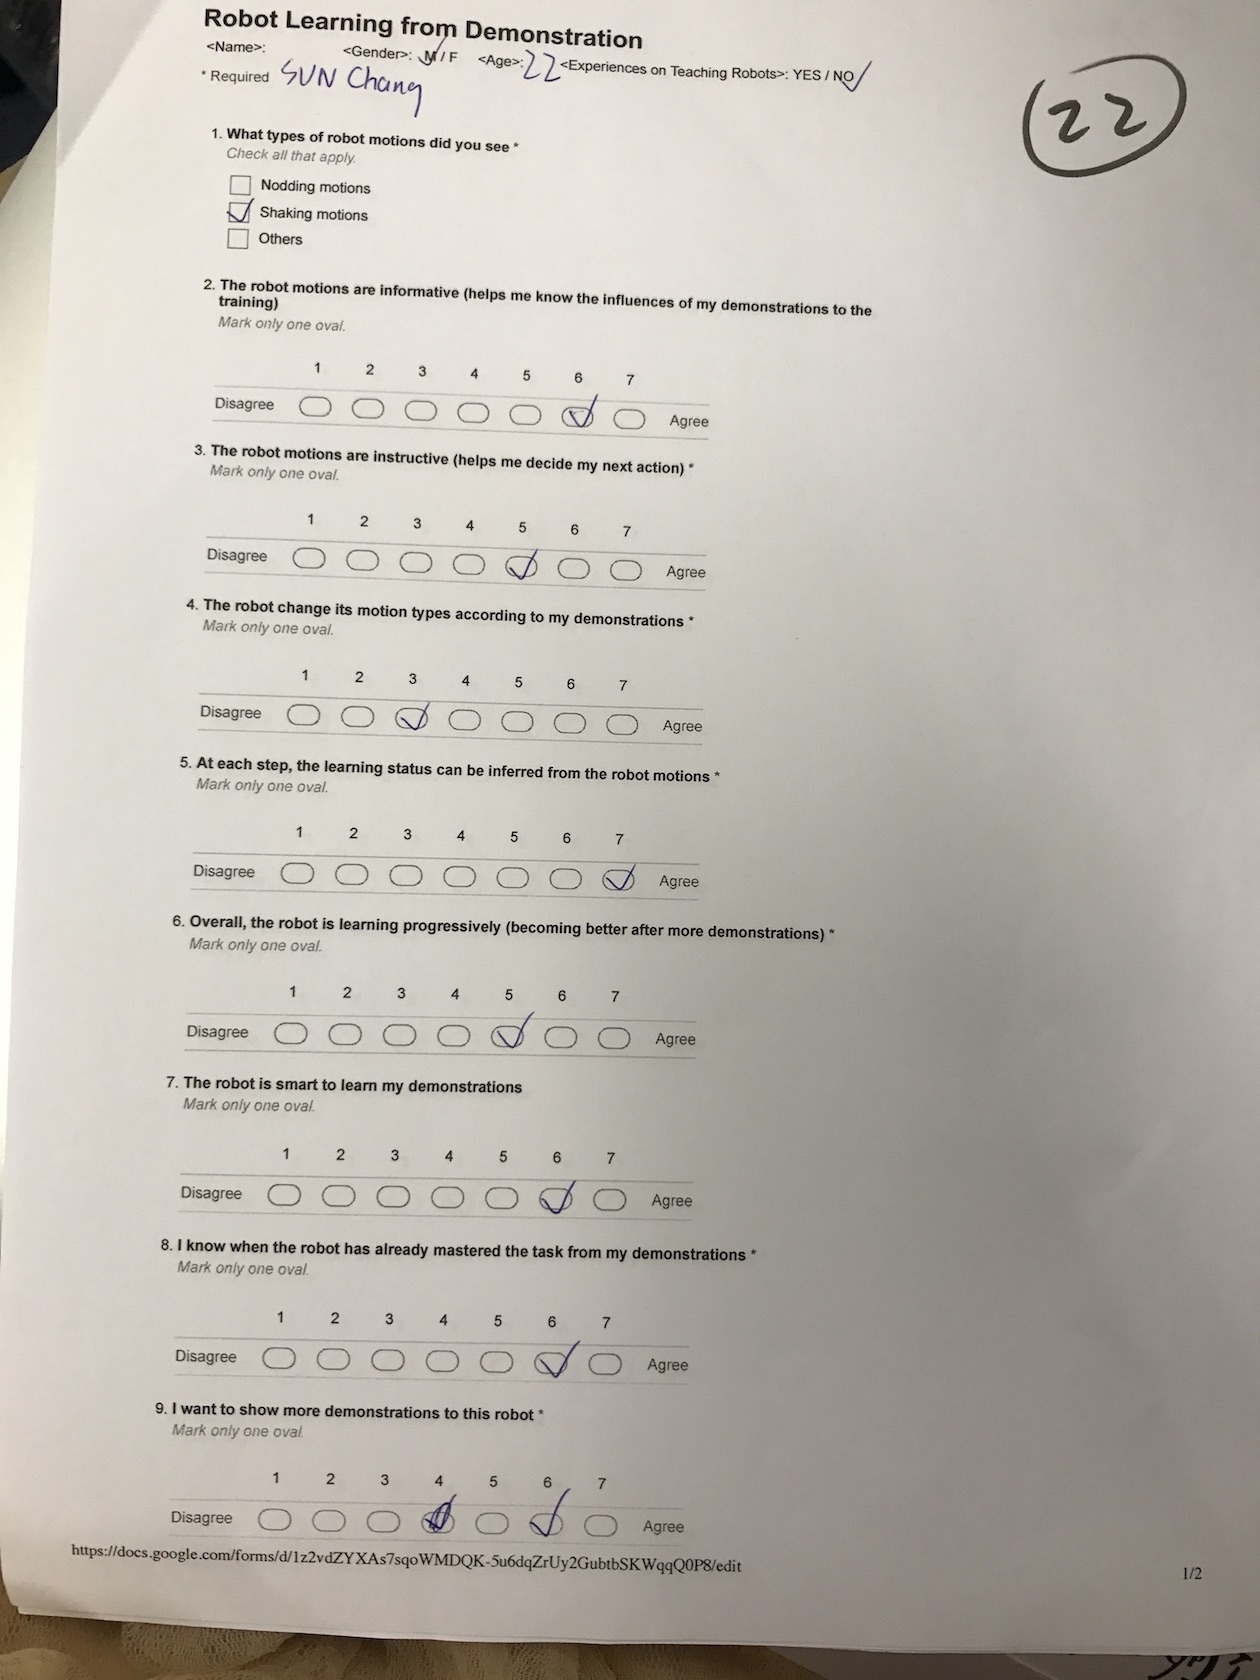 Robot Learning from Demonstration
<Name>: <Gender>: M / F <Age>: 22 <Experiences on Teaching Robots>: YES / NO
* Required SUN Chang
22
1. What types of robot motions did you see *
Check all that apply.
Nodding motions
Shaking motions
Others
2. The robot motions are informative (helps me know the influences of my demonstrations to the
training)
Mark only one oval.
1 2 3 4 5 6 7
Disagree Agree
3. The robot motions are instructive (helps me decide my next action) *
Mark only one oval.
1 2 3 4 5 6 7
Disagree Agree
4. The robot change its motion types according to my demonstrations *
Mark only one oval.
1 2 3 4 5 6 7
Disagree Agree
5. At each step, the learning status can be inferred from the robot motions *
Mark only one oval.
1 2 3 4 5 6 7
Disagree Agree
6. Overall, the robot is learning progressively (becoming better after more demonstrations) *
Mark only one oval.
1 2 3 4 5 6 7
Disagree Agree
7. The robot is smart to learn my demonstrations
Mark only one oval.
1 2 3 4 5 6 7
Disagree Agree
8. I know when the robot has already mastered the task from my demonstrations *
Mark only one oval.
1 2 3 4 5 6 7
Disagree Agree
9. I want to show more demonstrations to this robot *
Mark only one oval.
1 2 3 4 5 6 7
Disagree Agree
https://docs.google.com/forms/d/1z2vdZYXAs7sqoWMDQK-5u6dqZrUy2GubtbSKWqqQ0P8/edit
1/2